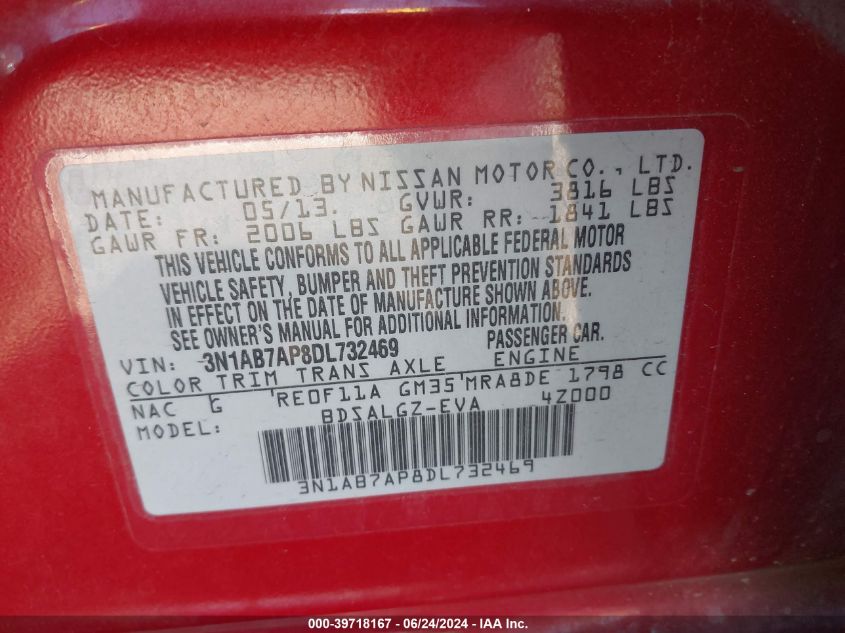 MANUFACTURED BY NISSAN MOTOR CO., LTD.
DATE: 05/13. GVWR: 3816 LBS
GAWR FR: 2006 LBS GAWR RR: 1841 LBS
THIS VEHICLE CONFORMS TO ALL APPLICABLE FEDERAL MOTOR
VEHICLE SAFETY, BUMPER AND THEFT PREVENTION STANDARDS
IN EFFECT ON THE DATE OF MANUFACTURE SHOWN ABOVE.
SEE OWNER'S MANUAL FOR ADDITIONAL INFORMATION.
VIN: 3N1AB7AP8DL732469 PASSENGER CAR.
COLOR TRIM TRANS AXLE ENGINE
NAC G RE0F11A GM35 MRA8DE 1798 CC
MODEL: BDSALGZ-EVA 4Z000
3N1AB7AP8DL732469
000-39718167 / 06/24/2024 - IAA Inc.